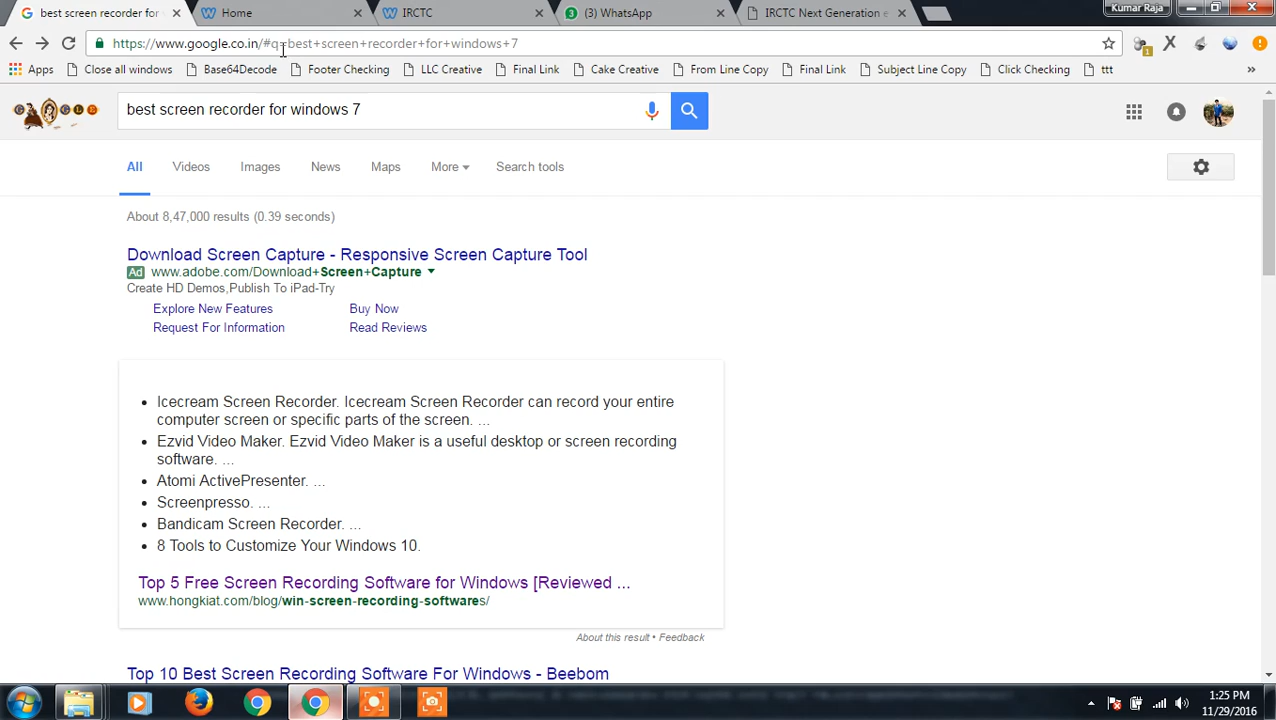 best screen recorder for
Home
IRCTC
(3) WhatsApp
IRCTC Next Generation e
Kumar Raja
https://www.google.co.in/#q=best+screen+recorder+for+windows+7
Apps
Close all windows
Base64Decode
Footer Checking
LLC Creative
Final Link
Cake Creative
From Line Copy
Final Link
Subject Line Copy
Click Checking
ttt
»
best screen recorder for windows 7
All
Videos
Images
News
Maps
More
Search tools
About 8,47,000 results (0.39 seconds)
Download Screen Capture - Responsive Screen Capture Tool
Ad www.adobe.com/Download+Screen+Capture
Create HD Demos,Publish To iPad-Try
Explore New Features
Buy Now
Request For Information
Read Reviews
• Icecream Screen Recorder. Icecream Screen Recorder can record your entire
computer screen or specific parts of the screen. ...
• Ezvid Video Maker. Ezvid Video Maker is a useful desktop or screen recording
software. ...
• Atomi ActivePresenter. ...
• Screenpresso. ...
• Bandicam Screen Recorder. ...
• 8 Tools to Customize Your Windows 10.
Top 5 Free Screen Recording Software for Windows [Reviewed ...
www.hongkiat.com/blog/win-screen-recording-softwares/
About this result • Feedback
Top 10 Best Screen Recording Software For Windows - Beebom
1:25 PM
11/29/2016